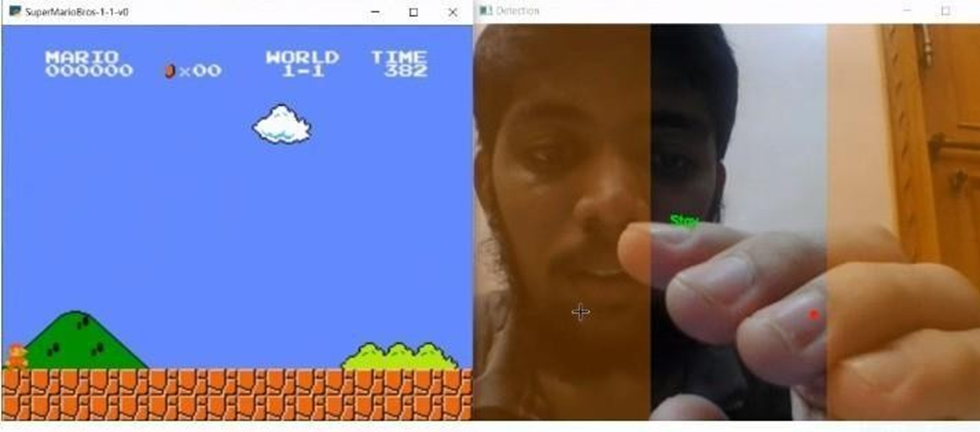 SuperMarioBros-1-1-v0
Detection
MARIO WORLD TIME
000000 ×00 1-1 382
Stay